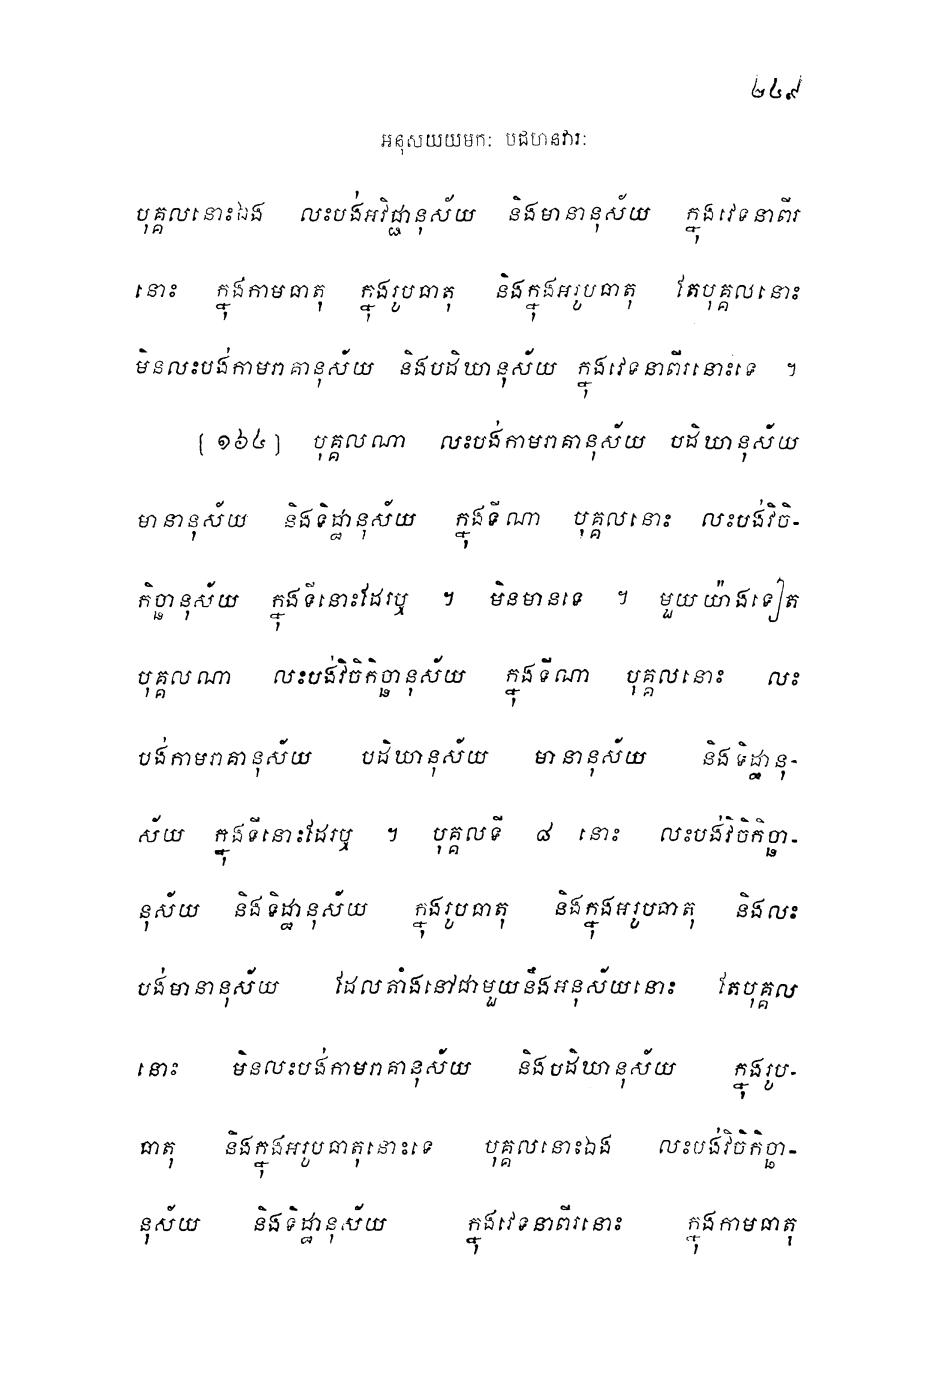 ២៤៩
អនុសយយមក: បជហនវារ:
បុគ្គលនោះឯង លះបង់អវិជ្ជានុស័យ និងមានានុស័យ ក្នុងវេទនាពីរ
នោះ ក្នុងកាមធាតុ ក្នុងរូបធាតុ និងក្នុងអរូបធាតុ តែបុគ្គលនោះ
មិនលះបង់កាមរាគានុស័យ និងបដិឃានុស័យ ក្នុងវេទនាពីរនោះទេ ។
(១៦៤) បុគ្គលណា លះបង់កាមរាគានុស័យ បដិឃានុស័យ
មានានុស័យ និងទិដ្ឋានុស័យ ក្នុងទីណា បុគ្គលនោះ លះបង់វិចិ-
កិច្ឆានុស័យ ក្នុងទីនោះដែរឬ ។ មិនមានទេ ។ មួយយ៉ាងទៀត
បុគ្គលណា លះបង់វិចិកិច្ឆានុស័យ ក្នុងទីណា បុគ្គលនោះ លះ
បង់កាមរាគានុស័យ បដិឃានុស័យ មានានុស័យ និងទិដ្ឋានុ-
ស័យ ក្នុងទីនោះដែរឬ ។ បុគ្គលទី ៨ នោះ លះបង់វិចិកិច្ឆា-
នុស័យ និងទិដ្ឋានុស័យ ក្នុងរូបធាតុ និងក្នុងអរូបធាតុ និងលះ
បង់មានានុស័យ ដែលតាំងនៅជាមួយនឹងអនុស័យនោះ តែបុគ្គល
នោះ មិនលះបង់កាមរាគានុស័យ និងបដិឃានុស័យ ក្នុងរូប-
ធាតុ និងក្នុងអរូបធាតុនោះទេ បុគ្គលនោះឯង លះបង់វិចិកិច្ឆា-
នុស័យ និងទិដ្ឋានុស័យ ក្នុងវេទនាពីរនោះ ក្នុងកាមធាតុ